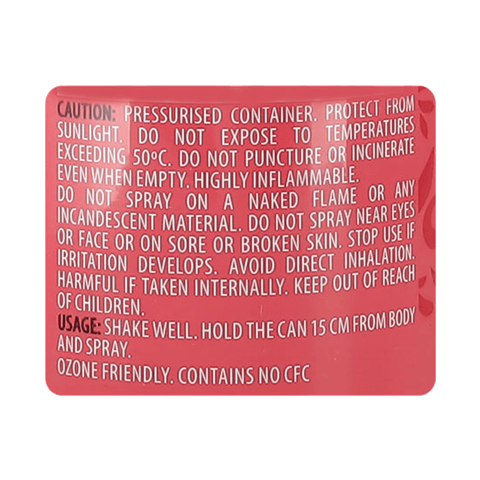 CAUTION: PRESSURISED CONTAINER. PROTECT FROM
SUNLIGHT. DO NOT EXPOSE TO TEMPERATURES
EXCEEDING 50ºC. DO NOT PUNCTURE OR INCINERATE
EVEN WHEN EMPTY. HIGHLY INFLAMMABLE.
DO NOT SPRAY ON A NAKED FLAME OR ANY
INCANDESCENT MATERIAL. DO NOT SPRAY NEAR EYES
OR FACE OR ON SORE OR BROKEN SKIN. STOP USE IF
IRRITATION DEVELOPS. AVOID DIRECT INHALATION.
HARMFUL IF TAKEN INTERNALLY. KEEP OUT OF REACH
OF CHILDREN.
USAGE: SHAKE WELL. HOLD THE CAN 15 CM FROM BODY
AND SPRAY.
OZONE FRIENDLY. CONTAINS NO CFC